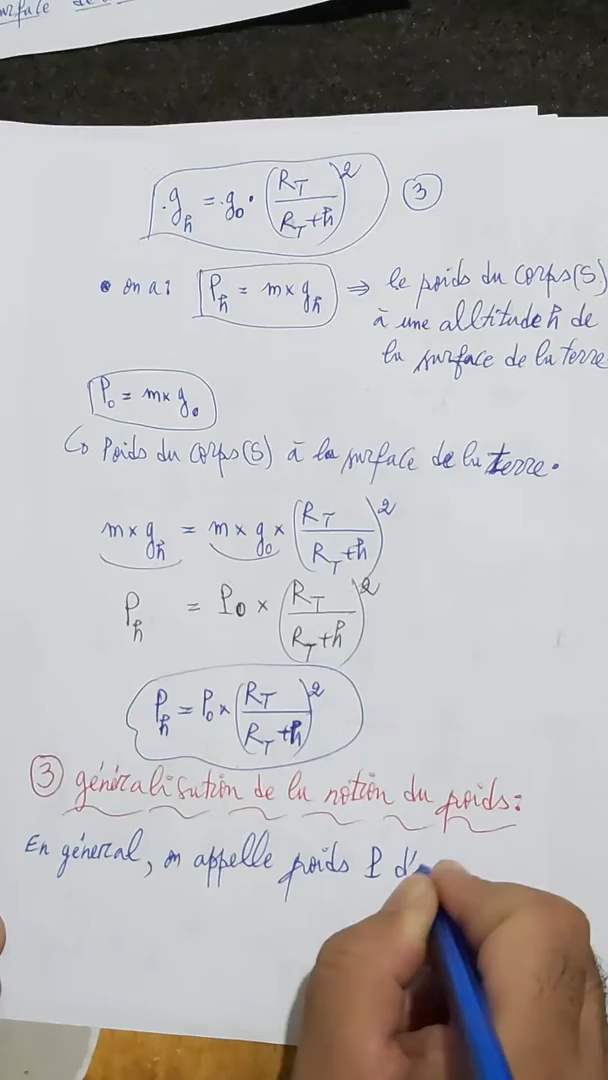 surface de
g_h = g_0 · (R_T / (R_T + h))^2 ③
• on a : P_h = m × g_h ⇒ le poids du corps (S)
à une alltitude h de
la surface de la terre
P_0 = m × g_0
↳ Poids du corps (S) à la surface de la terre.
m × g_h = m × g_0 × (R_T / (R_T + h))^2
P_h = P_0 × (R_T / (R_T + h))^2
P_h = P_0 × (R_T / (R_T + h))^2
③ généralisation de la notion du poids :
En général, on appelle poids P d'